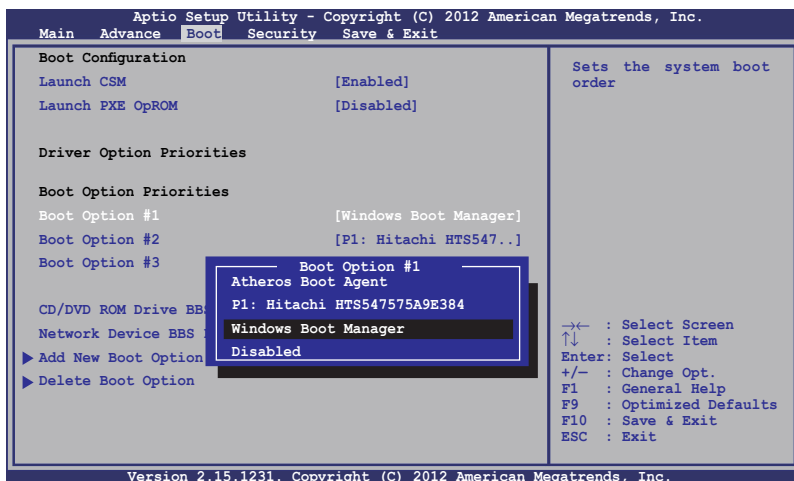 Aptio Setup Utility - Copyright (C) 2012 American Megatrends, Inc.
Main Advance Boot Security Save & Exit
Boot Configuration
Launch CSM [Enabled]
Launch PXE OpROM [Disabled]
Driver Option Priorities
Boot Option Priorities
Boot Option #1 [Windows Boot Manager]
Boot Option #2 [P1: Hitachi HTS547..]
Boot Option #3
CD/DVD ROM Drive BBS
Network Device BBS
Add New Boot Option
Delete Boot Option
Boot Option #1
Atheros Boot Agent
P1: Hitachi HTS547575A9E384
Windows Boot Manager
Disabled
Sets the system boot
order
→← : Select Screen
↑↓ : Select Item
Enter: Select
+/— : Change Opt.
F1 : General Help
F9 : Optimized Defaults
F10 : Save & Exit
ESC : Exit
Version 2.15.1231. Copyright (C) 2012 American Megatrends, Inc.